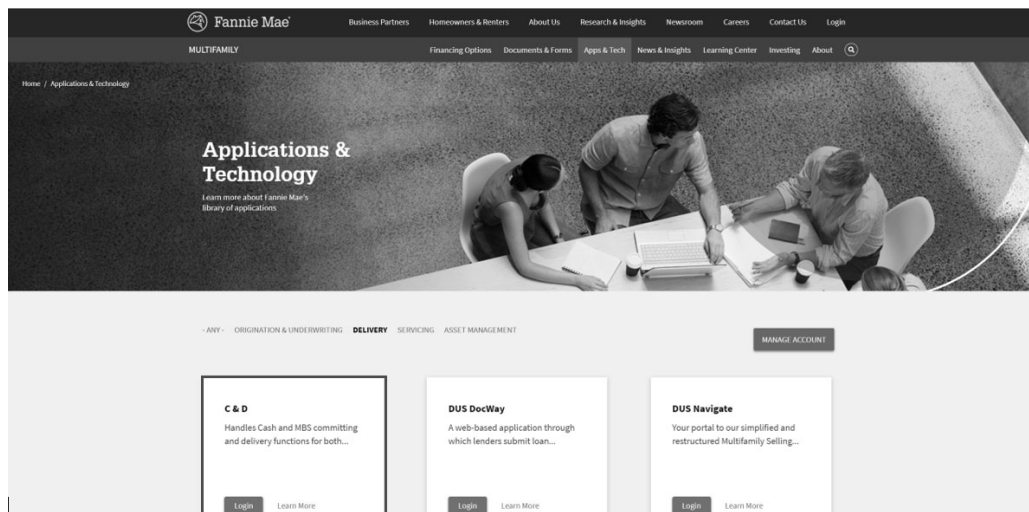 Fannie Mae®
Business Partners Homeowners & Renters About Us Research & Insights Newsroom Careers Contact Us Login
MULTIFAMILY
Financing Options Documents & Forms Apps & Tech News & Insights Learning Center Investing About
Home / Applications & Technology
Applications &
Technology
Learn more about Fannie Mae's
library of applications
- ANY - ORIGINATION & UNDERWRITING DELIVERY SERVICING ASSET MANAGEMENT
MANAGE ACCOUNT
C & D
Handles Cash and MBS committing
and delivery functions for both...
Login Learn More
DUS DocWay
A web-based application through
which lenders submit loan...
Login Learn More
DUS Navigate
Your portal to our simplified and
restructured Multifamily Selling...
Login Learn More